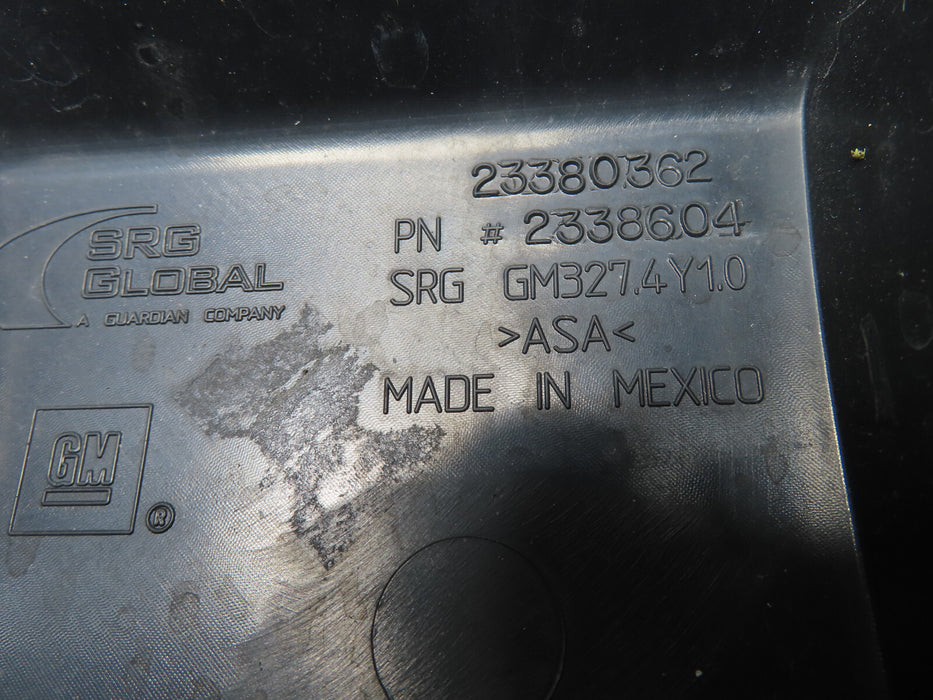 23380362
PN # 2338604
SRG GM327.4Y1.0
>ASA<
MADE IN MEXICO
SRG
GLOBAL
A GUARDIAN COMPANY
GM
®